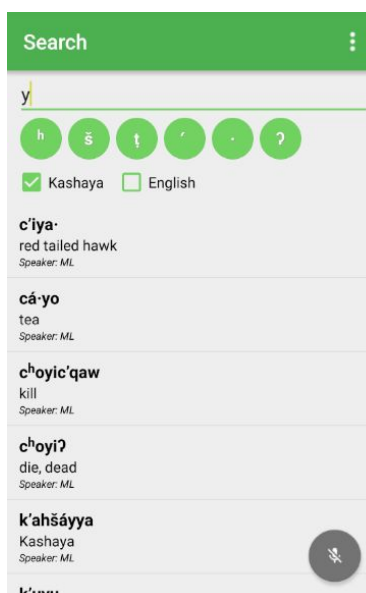 Search
y
ʰ š ṭ ´ · ʔ
Kashaya English
c’iya·
red tailed hawk
Speaker: ML
cá·yo
tea
Speaker: ML
cʰoyic’qaw
kill
Speaker: ML
cʰoyiʔ
die, dead
Speaker: ML
k’ahšáyya
Kashaya
Speaker: ML